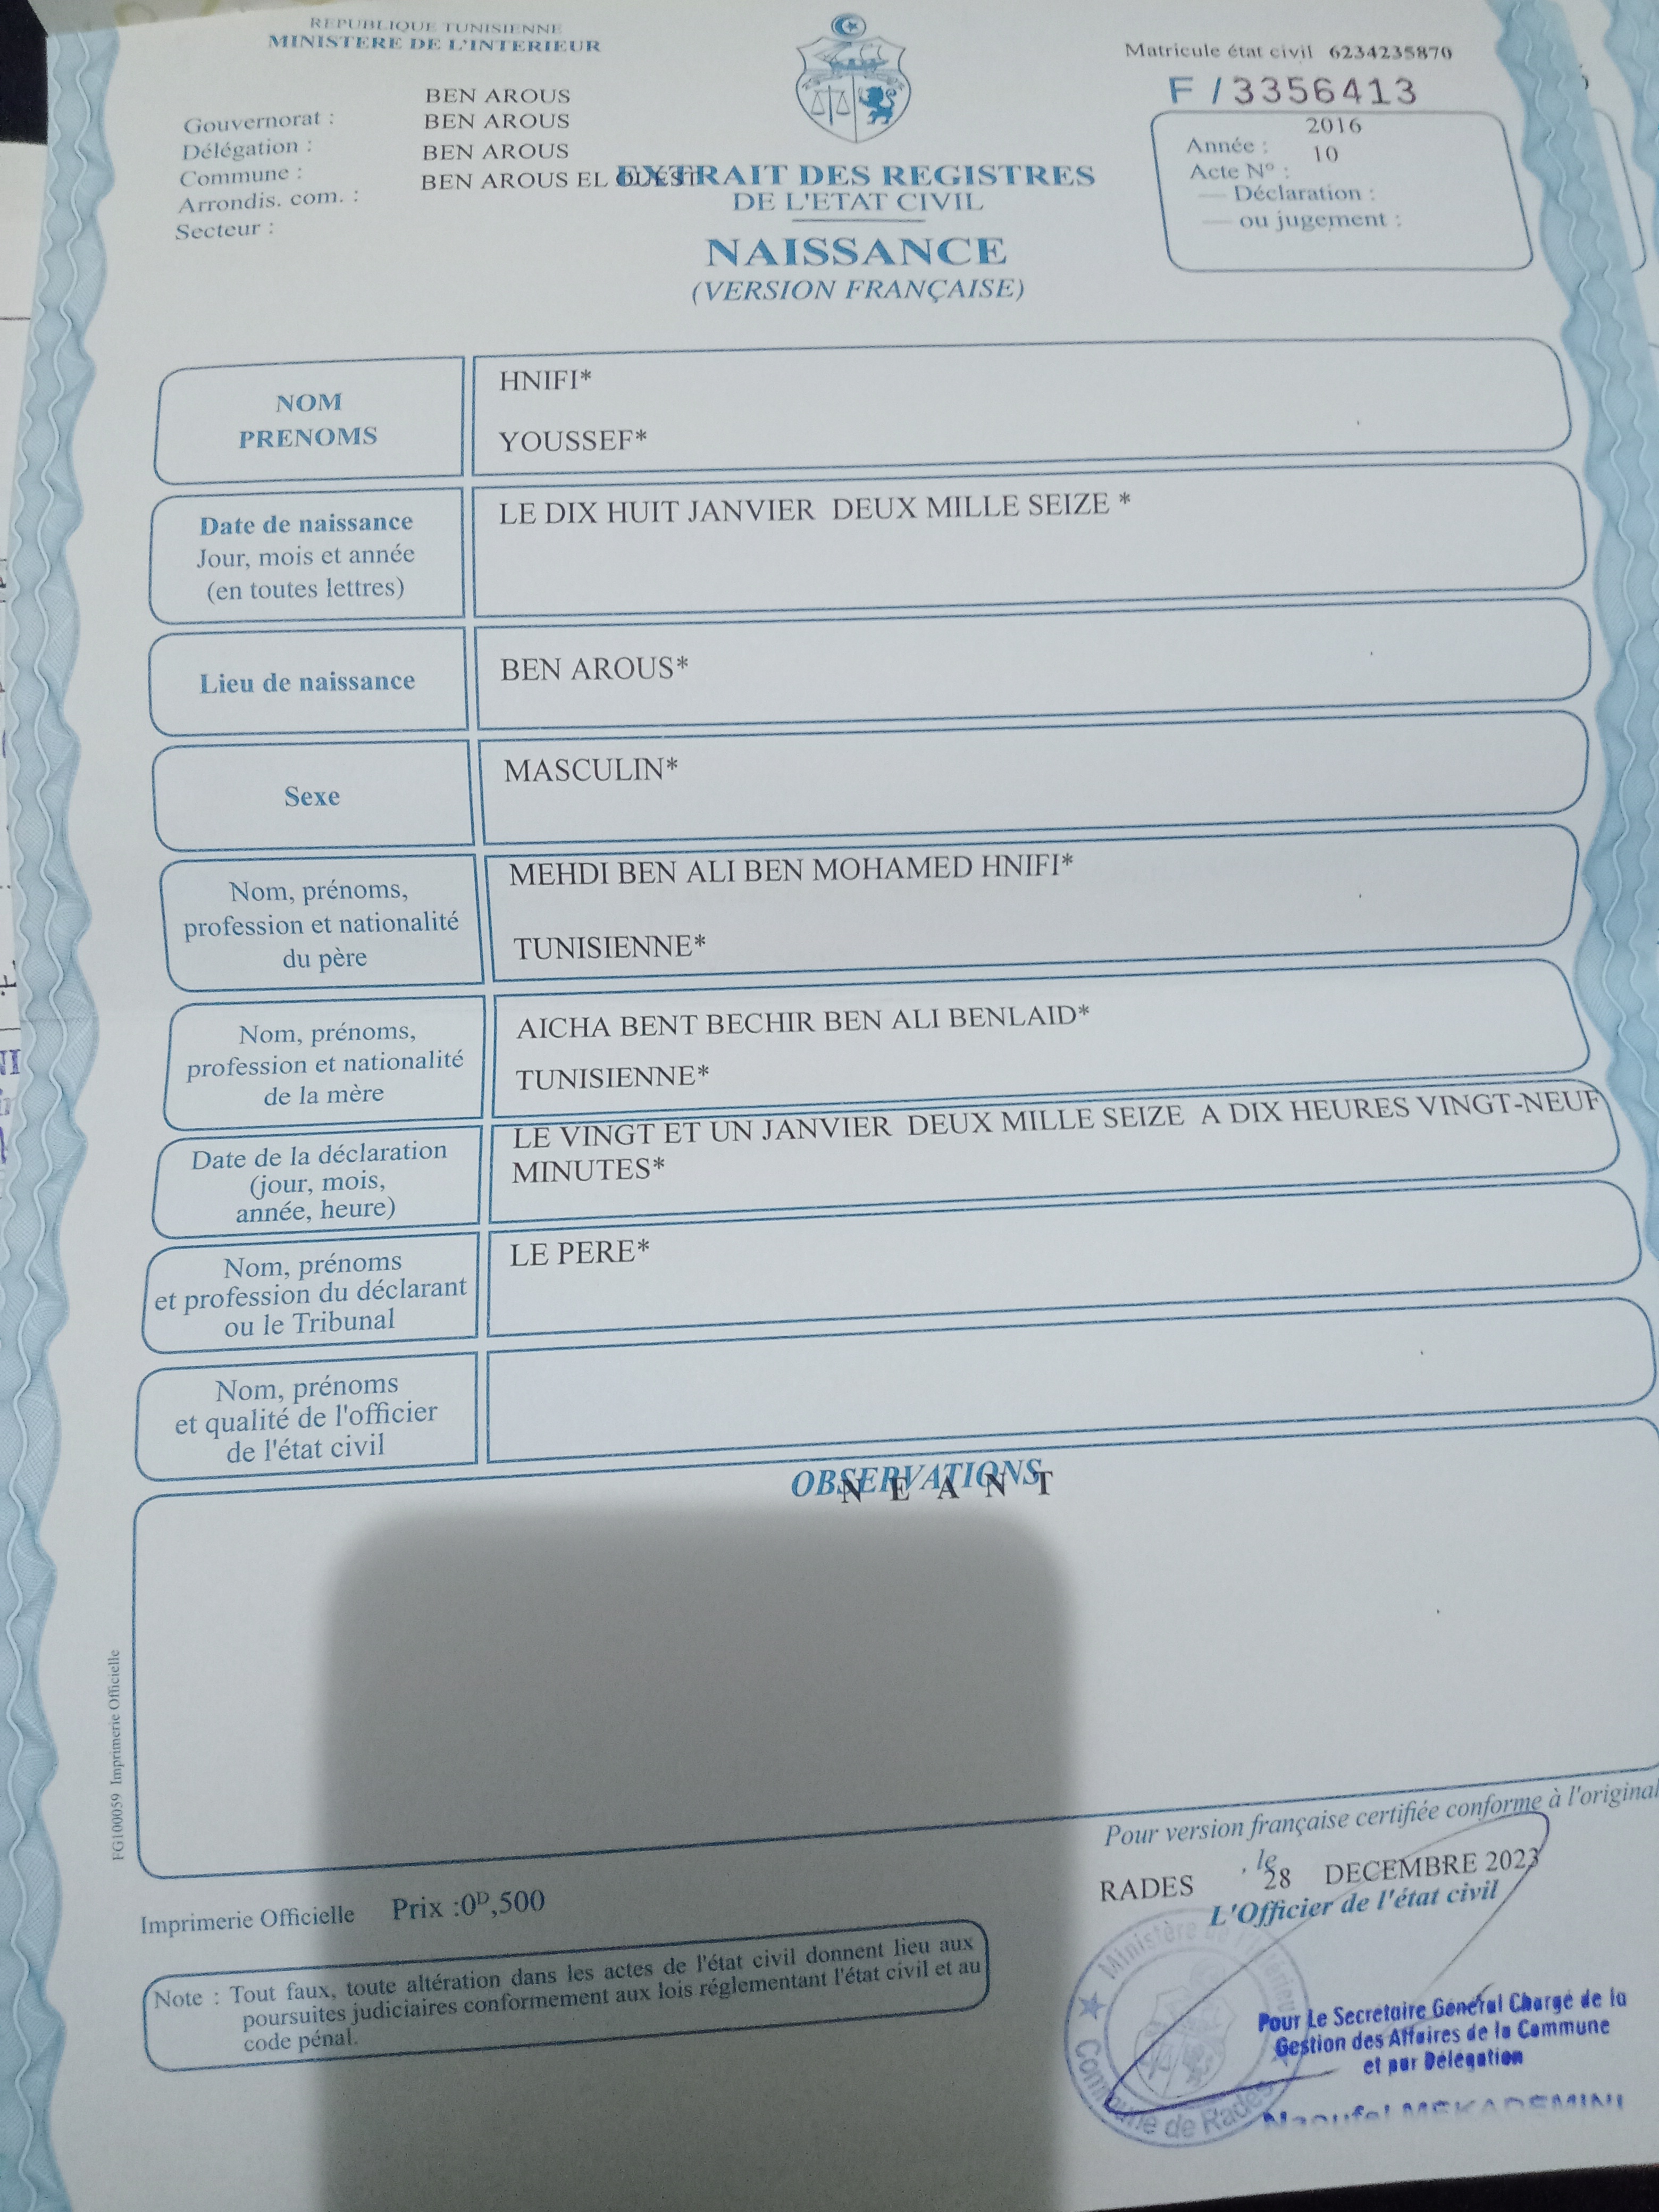 REPUBLIQUE TUNISIENNE
MINISTERE DE L'INTERIEUR
Matricule état civil 6234235870
F / 3356413
BEN AROUS
Gouvernorat : BEN AROUS
Délégation : BEN AROUS
Commune : BEN AROUS EL
Arrondis. com. :
Secteur :
EXTRAIT DES REGISTRES
DE L'ETAT CIVIL
NAISSANCE
(VERSION FRANÇAISE)
2016
Année :
10
Acte Nº :
— Déclaration :
— ou jugement :
NOM
PRENOMS
HNIFI*
YOUSSEF*
Date de naissance
Jour, mois et année
(en toutes lettres)
LE DIX HUIT JANVIER DEUX MILLE SEIZE *
Lieu de naissance
BEN AROUS*
Sexe
MASCULIN*
Nom, prénoms,
profession et nationalité
du père
MEHDI BEN ALI BEN MOHAMED HNIFI*
TUNISIENNE*
Nom, prénoms,
profession et nationalité
de la mère
AICHA BENT BECHIR BEN ALI BENLAID*
TUNISIENNE*
Date de la déclaration
(jour, mois,
année, heure)
LE VINGT ET UN JANVIER DEUX MILLE SEIZE A DIX HEURES VINGT-NEUF
MINUTES*
Nom, prénoms
et profession du déclarant
ou le Tribunal
LE PERE*
Nom, prénoms
et qualité de l'officier
de l'état civil
OBSERVATIONS
N E A N T
FG100059 Imprimerie Officielle
Pour version française certifiée conforme à l'original
RADES , le 28 DECEMBRE 2023
L'Officier de l'état civil
Imprimerie Officielle Prix :0ᴰ,500
Note : Tout faux, toute altération dans les actes de l'état civil donnent lieu aux
poursuites judiciaires conformement aux lois réglementant l'état civil et au
code pénal.
Ministère de l'Intérieur
Commune de Rades
Pour Le Secrétaire Général Chargé de la
Gestion des Affaires de la Commune
et par Délégation
Naoufel MEKADEMINI